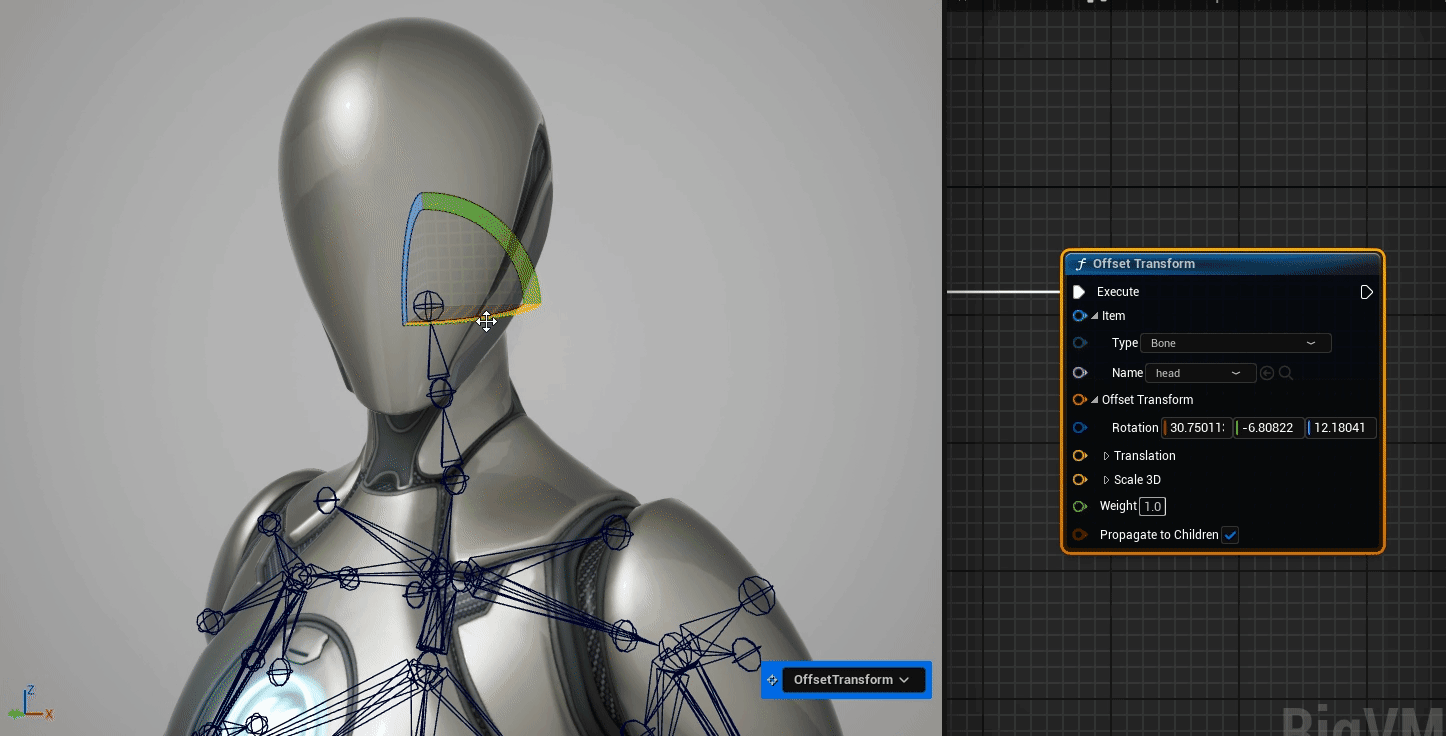 Offset Transform
Execute
Item
Type Bone
Name head
Offset Transform
Rotation 30.75011: -6.80822 12.18041
Translation
Scale 3D
Weight 1.0
Propagate to Children
OffsetTransform
Z
X
RigVM